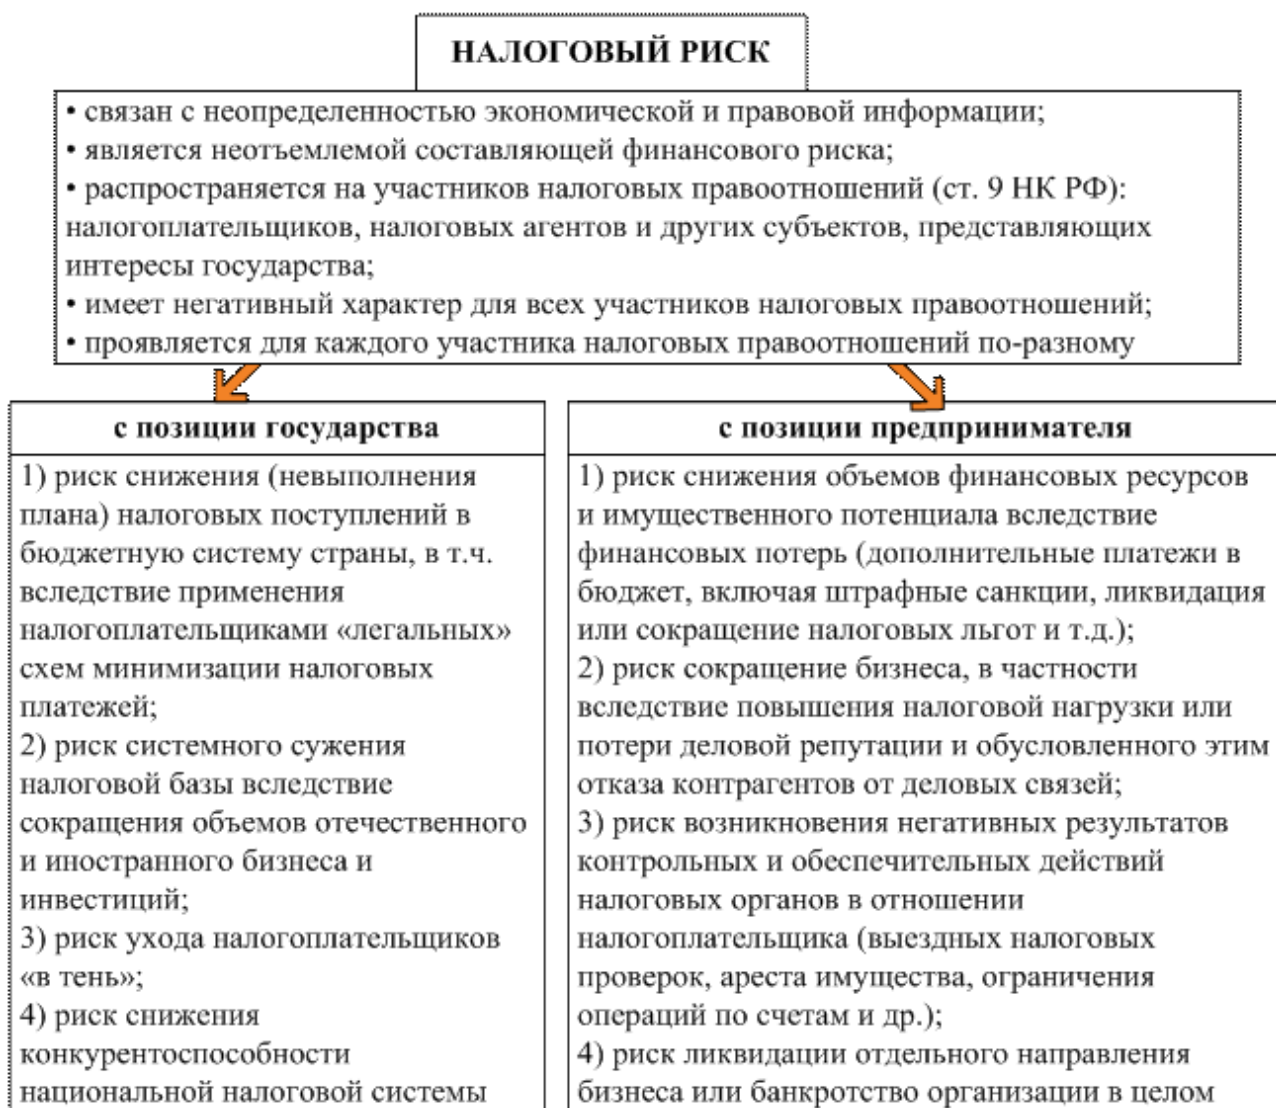 НАЛОГОВЫЙ РИСК
• связан с неопределенностью экономической и правовой информации;
• является неотъемлемой составляющей финансового риска;
• распространяется на участников налоговых правоотношений (ст. 9 НК РФ):
налогоплательщиков, налоговых агентов и других субъектов, представляющих
интересы государства;
• имеет негативный характер для всех участников налоговых правоотношений;
• проявляется для каждого участника налоговых правоотношений по-разному
с позиции государства
1) риск снижения (невыполнения
плана) налоговых поступлений в
бюджетную систему страны, в т.ч.
вследствие применения
налогоплательщиками «легальных»
схем минимизации налоговых
платежей;
2) риск системного сужения
налоговой базы вследствие
сокращения объемов отечественного
и иностранного бизнеса и
инвестиций;
3) риск ухода налогоплательщиков
«в тень»;
4) риск снижения
конкурентоспособности
национальной налоговой системы
с позиции предпринимателя
1) риск снижения объемов финансовых ресурсов
и имущественного потенциала вследствие
финансовых потерь (дополнительные платежи в
бюджет, включая штрафные санкции, ликвидация
или сокращение налоговых льгот и т.д.);
2) риск сокращение бизнеса, в частности
вследствие повышения налоговой нагрузки или
потери деловой репутации и обусловленного этим
отказа контрагентов от деловых связей;
3) риск возникновения негативных результатов
контрольных и обеспечительных действий
налоговых органов в отношении
налогоплательщика (выездных налоговых
проверок, ареста имущества, ограничения
операций по счетам и др.);
4) риск ликвидации отдельного направления
бизнеса или банкротство организации в целом